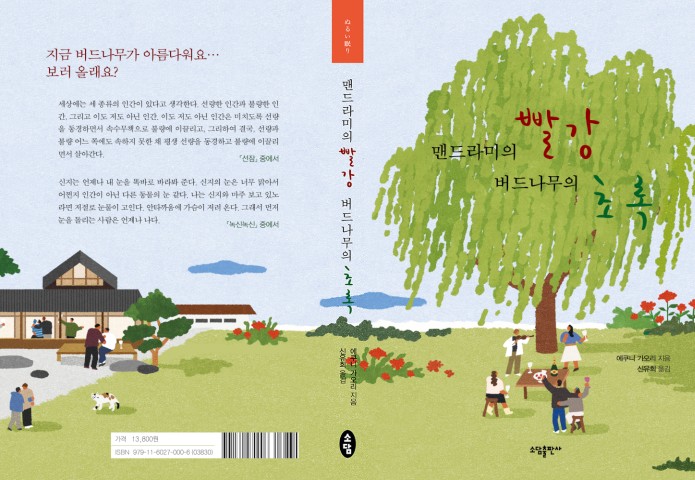 지금 버드나무가 아름다워요…
보러 올래요?
세상에는 세 종류의 인간이 있다고 생각한다. 선량한 인간과 불량한 인
간, 그리고 이도 저도 아닌 인간. 이도 저도 아닌 인간은 미치도록 선량
을 동경하면서 속수무책으로 불량에 이끌리고, 그리하여 결국, 선량과
불량 어느 쪽에도 속하지 못한 채 평생 선량을 동경하고 불량에 이끌리
면서 살아간다.
「선잠」 중에서
신지는 언제나 내 눈을 똑바로 바라봐 준다. 신지의 눈은 너무 맑아서
어쩐지 인간이 아닌 다른 동물의 눈 같다. 나는 신지와 마주 보고 있노
라면 저절로 눈물이 고인다. 안타까움에 가슴이 저려 온다. 그래서 먼저
눈을 돌리는 사람은 언제나 나다.
「녹신녹신」 중에서
가격 13,800원
ISBN 979-11-6027-000-6 (03830)
ぬるい眠り
맨드라미의 빨강 버드나무의 초록
에쿠니 가오리 지음
신유희 옮김
소담
맨드라미의 빨강
버드나무의 초록
에쿠니 가오리 지음
신유희 옮김
소담출판사